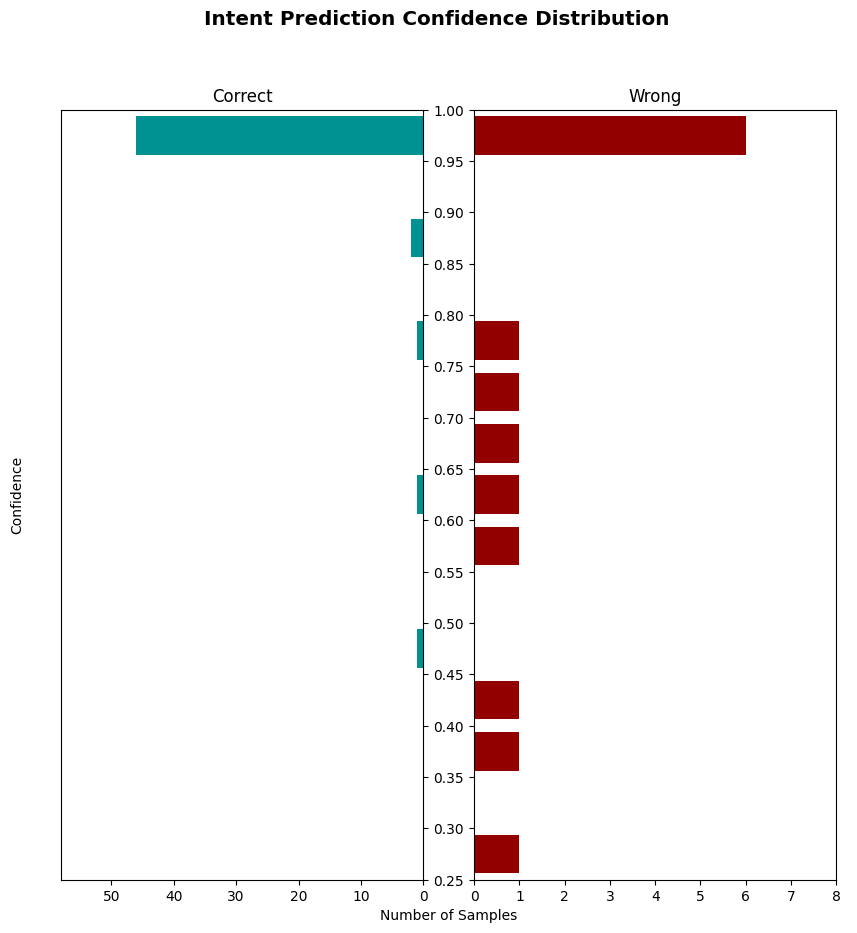 Intent Prediction Confidence Distribution
Correct
Wrong
1.00
0.95
0.90
0.85
0.80
0.75
0.70
0.65
0.60
0.55
0.50
0.45
0.40
0.35
0.30
0.25
Confidence
50 40 30 20 10 0 0 1 2 3 4 5 6 7 8
Number of Samples